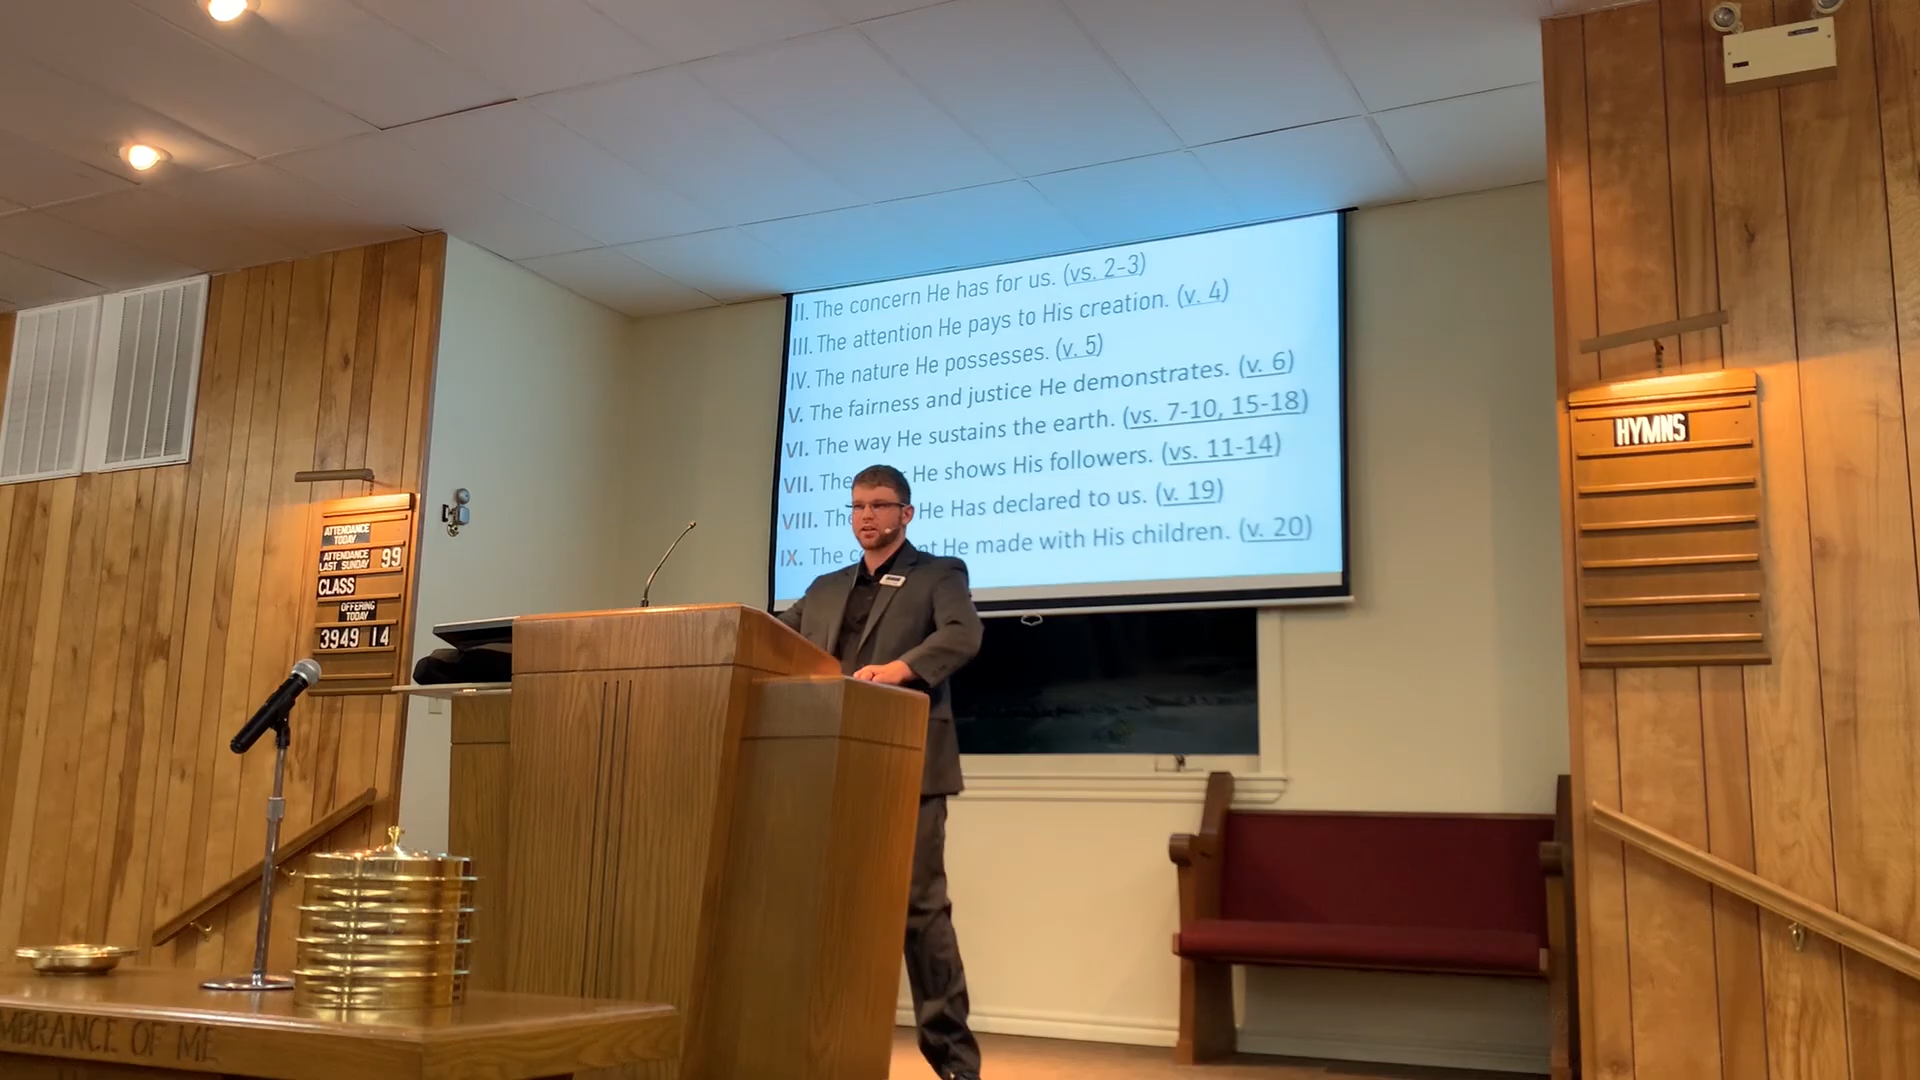 II. The concern He has for us. (vs. 2-3)
III. The attention He pays to His creation. (v. 4)
IV. The nature He possesses. (v. 5)
V. The fairness and justice He demonstrates. (v. 6)
VI. The way He sustains the earth. (vs. 7-10, 15-18)
VII. The He shows His followers. (vs. 11-14)
VIII. The He Has declared to us. (v. 19)
IX. The He made with His children. (v. 20)
HYMNS
ATTENDANCE
TODAY
ATTENDANCE
LAST SUNDAY 99
CLASS
OFFERING
TODAY
3949 14
MBRANCE OF ME